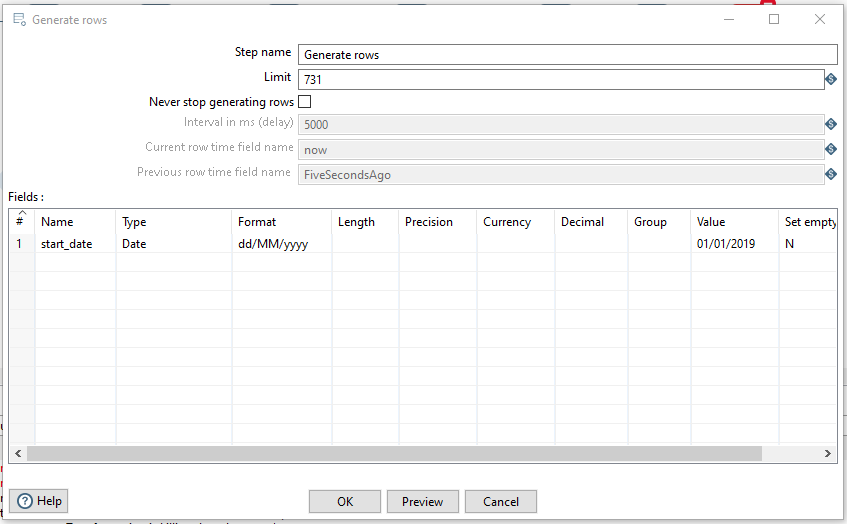 Generate rows
Step name Generate rows
Limit 731
Never stop generating rows
Interval in ms (delay) 5000
Current row time field name now
Previous row time field name FiveSecondsAgo
Fields :
# Name Type Format Length Precision Currency Decimal Group Value Set empty
1 start_date Date dd/MM/yyyy 01/01/2019 N
Help OK Preview Cancel